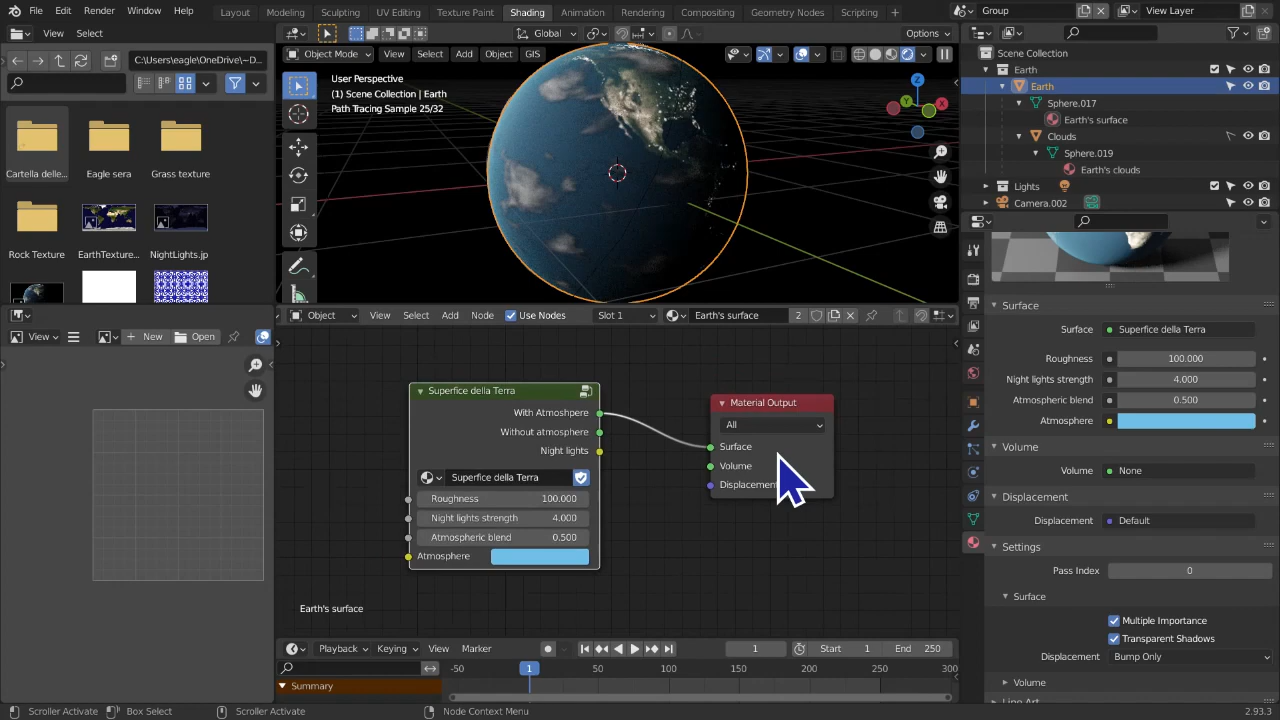 File Edit Render Window Help Layout Modeling Sculpting UV Editing Texture Paint Shading Animation Rendering Compositing Geometry Nodes Scripting Group View Layer
View Select
C:\Users\eagle\OneDrive\~D...
Cartella delle... Eagle sera Grass texture
Rock Texture EarthTexture... NightLights.jp
View New Open
Global Options
Object Mode View Select Add Object GIS
User Perspective
(1) Scene Collection | Earth
Path Tracing Sample 25/32
X
Y
Z
Object View Select Add Node Use Nodes Slot 1 Earth's surface 2
Superfice della Terra
With Atmoshpere
Without atmosphere
Night lights
Superfice della Terra
Roughness 100.000
Night lights strength 4.000
Atmospheric blend 0.500
Atmosphere
Material Output
All
Surface
Volume
Displacement
Earth's surface
Playback Keying View Marker 1 Start 1 End 250
-50 1 50 100 150 200 250 300
Summary
Scene Collection
Earth
Earth
Sphere.017
Earth's surface
Clouds
Sphere.019
Earth's clouds
Lights
Camera.002
Surface
Surface Superfice della Terra
Roughness 100.000
Night lights strength 4.000
Atmospheric blend 0.500
Atmosphere
Volume
Volume None
Displacement
Displacement Default
Settings
Pass Index 0
Surface
Multiple Importance
Transparent Shadows
Displacement Bump Only
Volume
Line Art
Scroller Activate Box Select Scroller Activate Node Context Menu 2.93.3